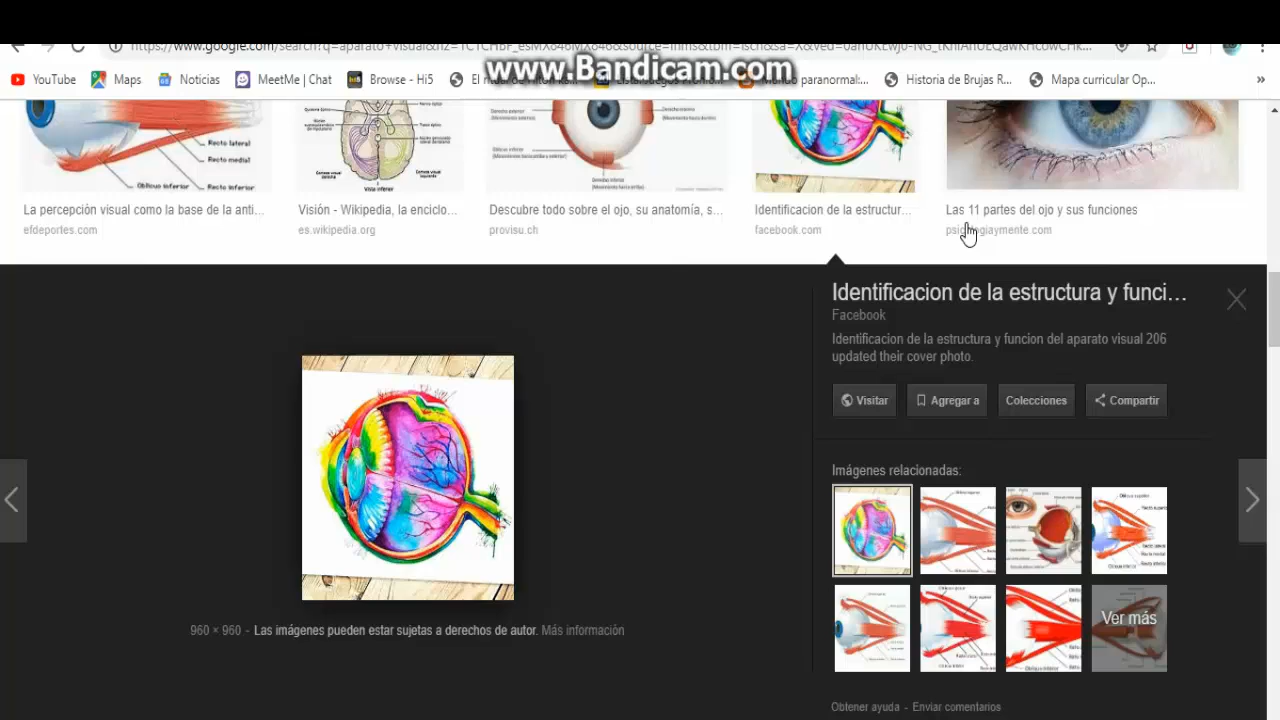 www.Bandicam.com
YouTube
Maps
Noticias
MeetMe | Chat
Browse - Hi5
Historia de Brujas R...
Mapa curricular Op...
»
Recto lateral
Recto medial
Oblicuo inferior
Recto inferior
Vista inferior
La percepción visual como la base de la anti...
efdeportes.com
Visión - Wikipedia, la enciclo...
es.wikipedia.org
Descubre todo sobre el ojo, su anatomía, s...
provisu.ch
Identificacion de la estructur...
facebook.com
Las 11 partes del ojo y sus funciones
psicologiaymente.com
Identificacion de la estructura y funci...
Facebook
Identificacion de la estructura y funcion del aparato visual 206
updated their cover photo.
Visitar
Agregar a
Colecciones
Compartir
Imágenes relacionadas:
Ver más
960 × 960 - Las imágenes pueden estar sujetas a derechos de autor. Más información
Obtener ayuda - Enviar comentarios